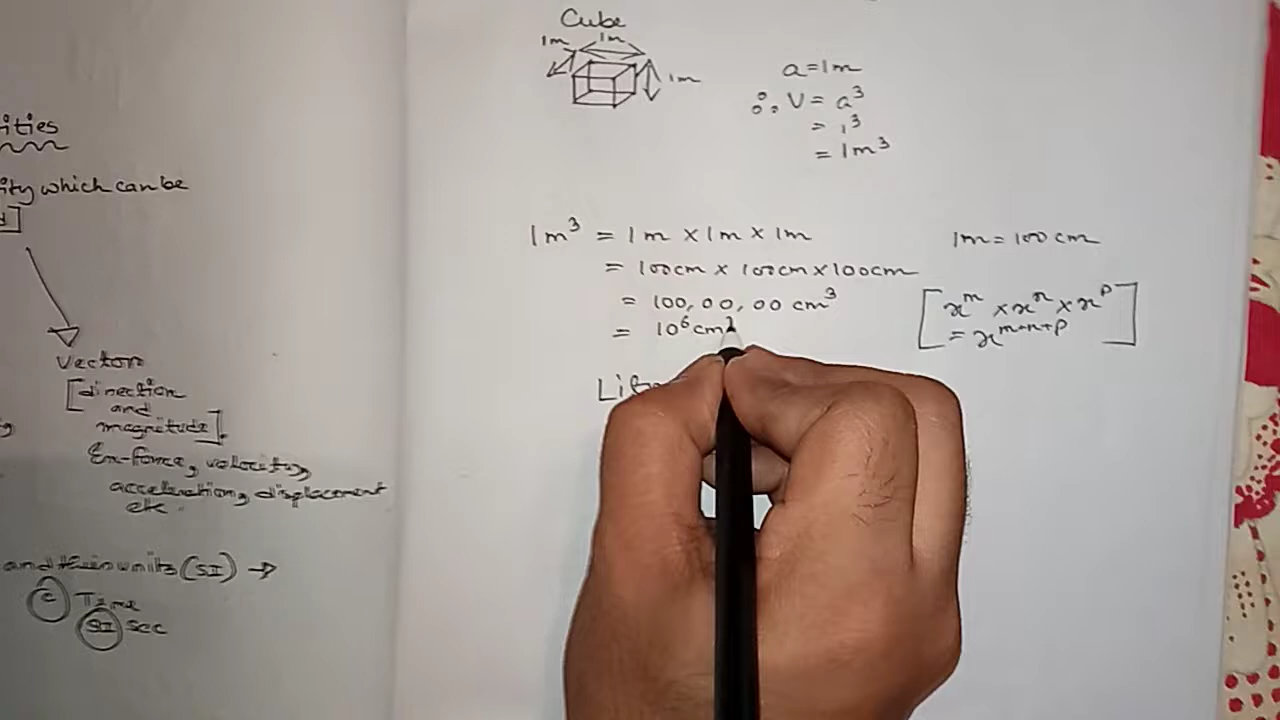 ities
ity which can be
d]
Vector
[direction
and
magnitude].
Ex-force, velocity,
acceleration, displacement
etc.
and their units (SI) →
c Time
SI sec
Cube
1m 1m
1m
a = 1m
∴ V = a³
= 1³
= 1m³
1m³ = 1m × 1m × 1m
= 100cm × 100cm × 100cm
= 100,00,00 cm³
= 10⁶ cm
1m = 100 cm
[xᵐ × xⁿ × xᵖ
= xᵐ⁺ⁿ⁺ᵖ]